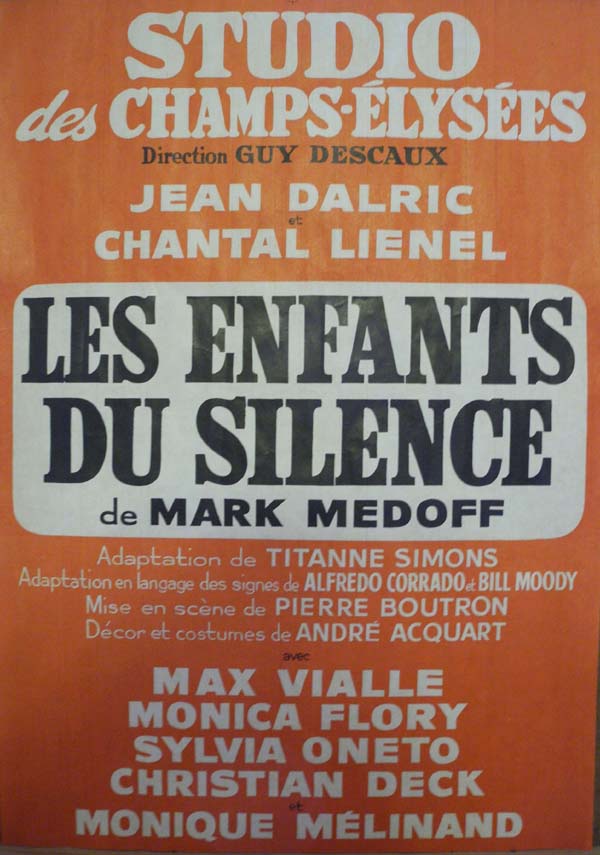 STUDIO
des CHAMPS-ÉLYSÉES
Direction GUY DESCAUX
JEAN DALRIC
et
CHANTAL LIENEL
LES ENFANTS
DU SILENCE
de MARK MEDOFF
Adaptation de TITANNE SIMONS
Adaptation en langage des signes de ALFREDO CORRADO et BILL MOODY
Mise en scène de PIERRE BOUTRON
Décor et costumes de ANDRÉ ACQUART
avec
MAX VIALLE
MONICA FLORY
SYLVIA ONETO
CHRISTIAN DECK
et
MONIQUE MÉLINAND